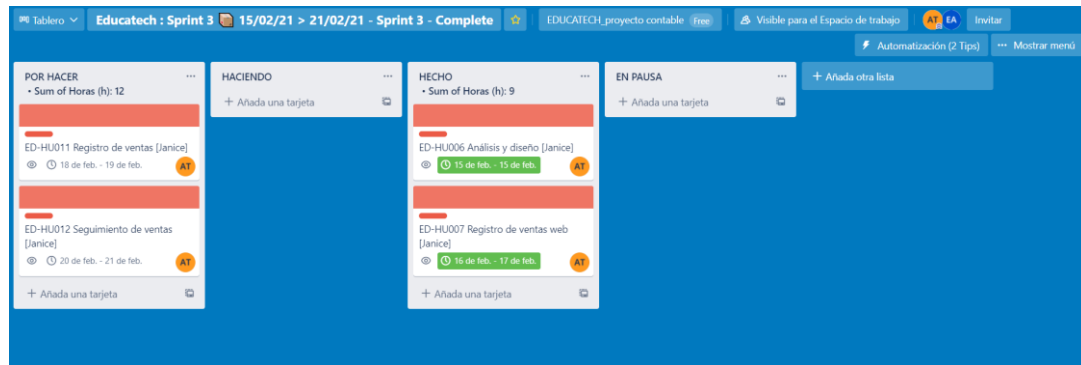 Tablero
Educatech : Sprint 3 15/02/21 > 21/02/21 - Sprint 3 - Complete
EDUCATECH_proyecto contable Free
Visible para el Espacio de trabajo
AT EA
Invitar
Automatización (2 Tips)
··· Mostrar menú
POR HACER ···
• Sum of Horas (h): 12
ED-HU011 Registro de ventas [Janice]
18 de feb. - 19 de feb. AT
ED-HU012 Seguimiento de ventas
[Janice]
20 de feb. - 21 de feb. AT
+ Añada una tarjeta
HACIENDO ···
+ Añada una tarjeta
HECHO ···
• Sum of Horas (h): 9
ED-HU006 Análisis y diseño [Janice]
15 de feb. - 15 de feb. AT
ED-HU007 Registro de ventas web
[Janice]
16 de feb. - 17 de feb. AT
+ Añada una tarjeta
EN PAUSA ···
+ Añada una tarjeta
+ Añada otra lista